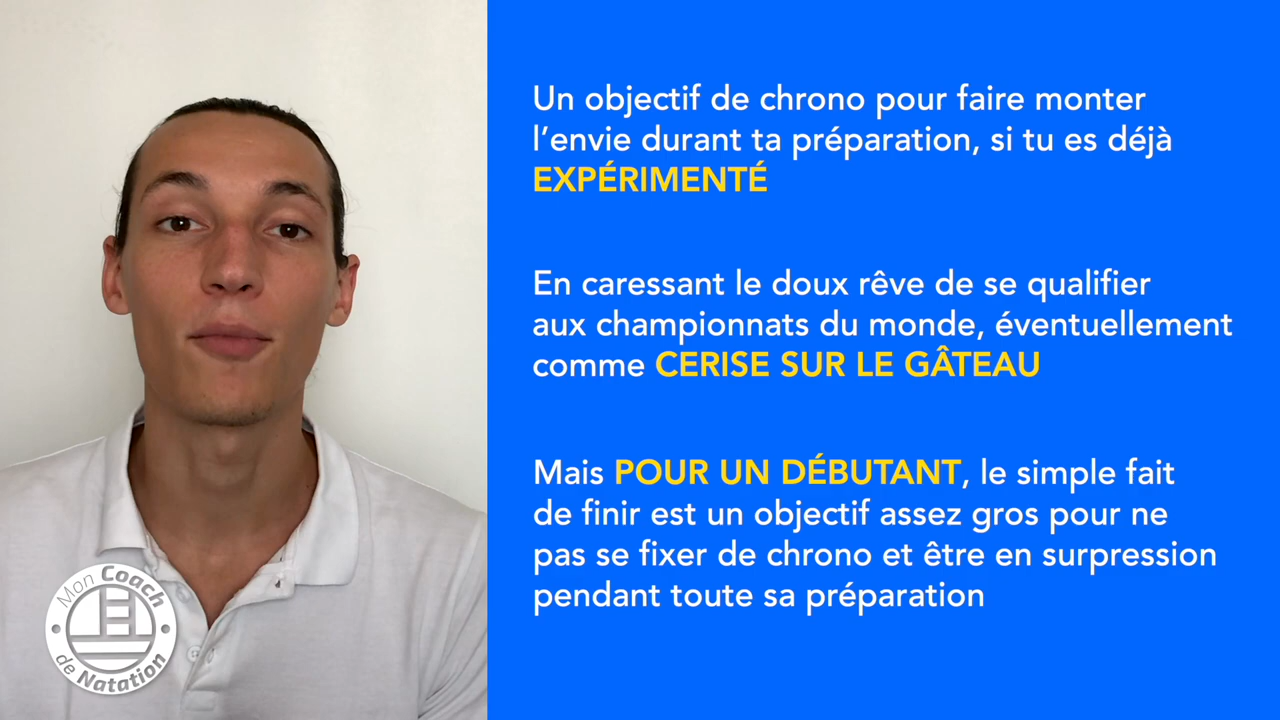 Un objectif de chrono pour faire monter
l’envie durant ta préparation, si tu es déjà
EXPÉRIMENTÉ
En caressant le doux rêve de se qualifier
aux championnats du monde, éventuellement
comme CERISE SUR LE GÂTEAU
Mais POUR UN DÉBUTANT, le simple fait
de finir est un objectif assez gros pour ne
pas se fixer de chrono et être en surpression
pendant toute sa préparation
Mon Coach
de Natation